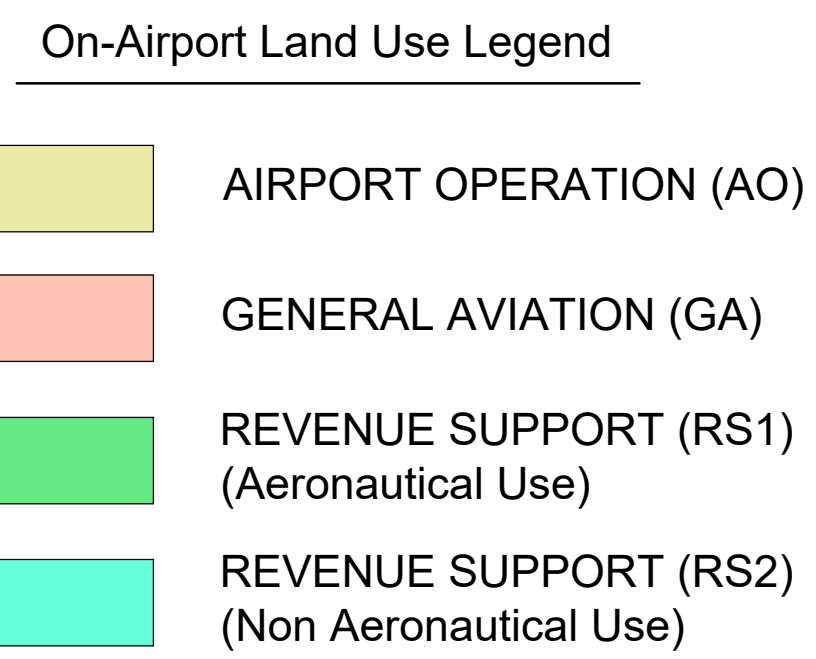 On-Airport Land Use Legend
AIRPORT OPERATION (AO)
GENERAL AVIATION (GA)
REVENUE SUPPORT (RS1)
(Aeronautical Use)
REVENUE SUPPORT (RS2)
(Non Aeronautical Use)